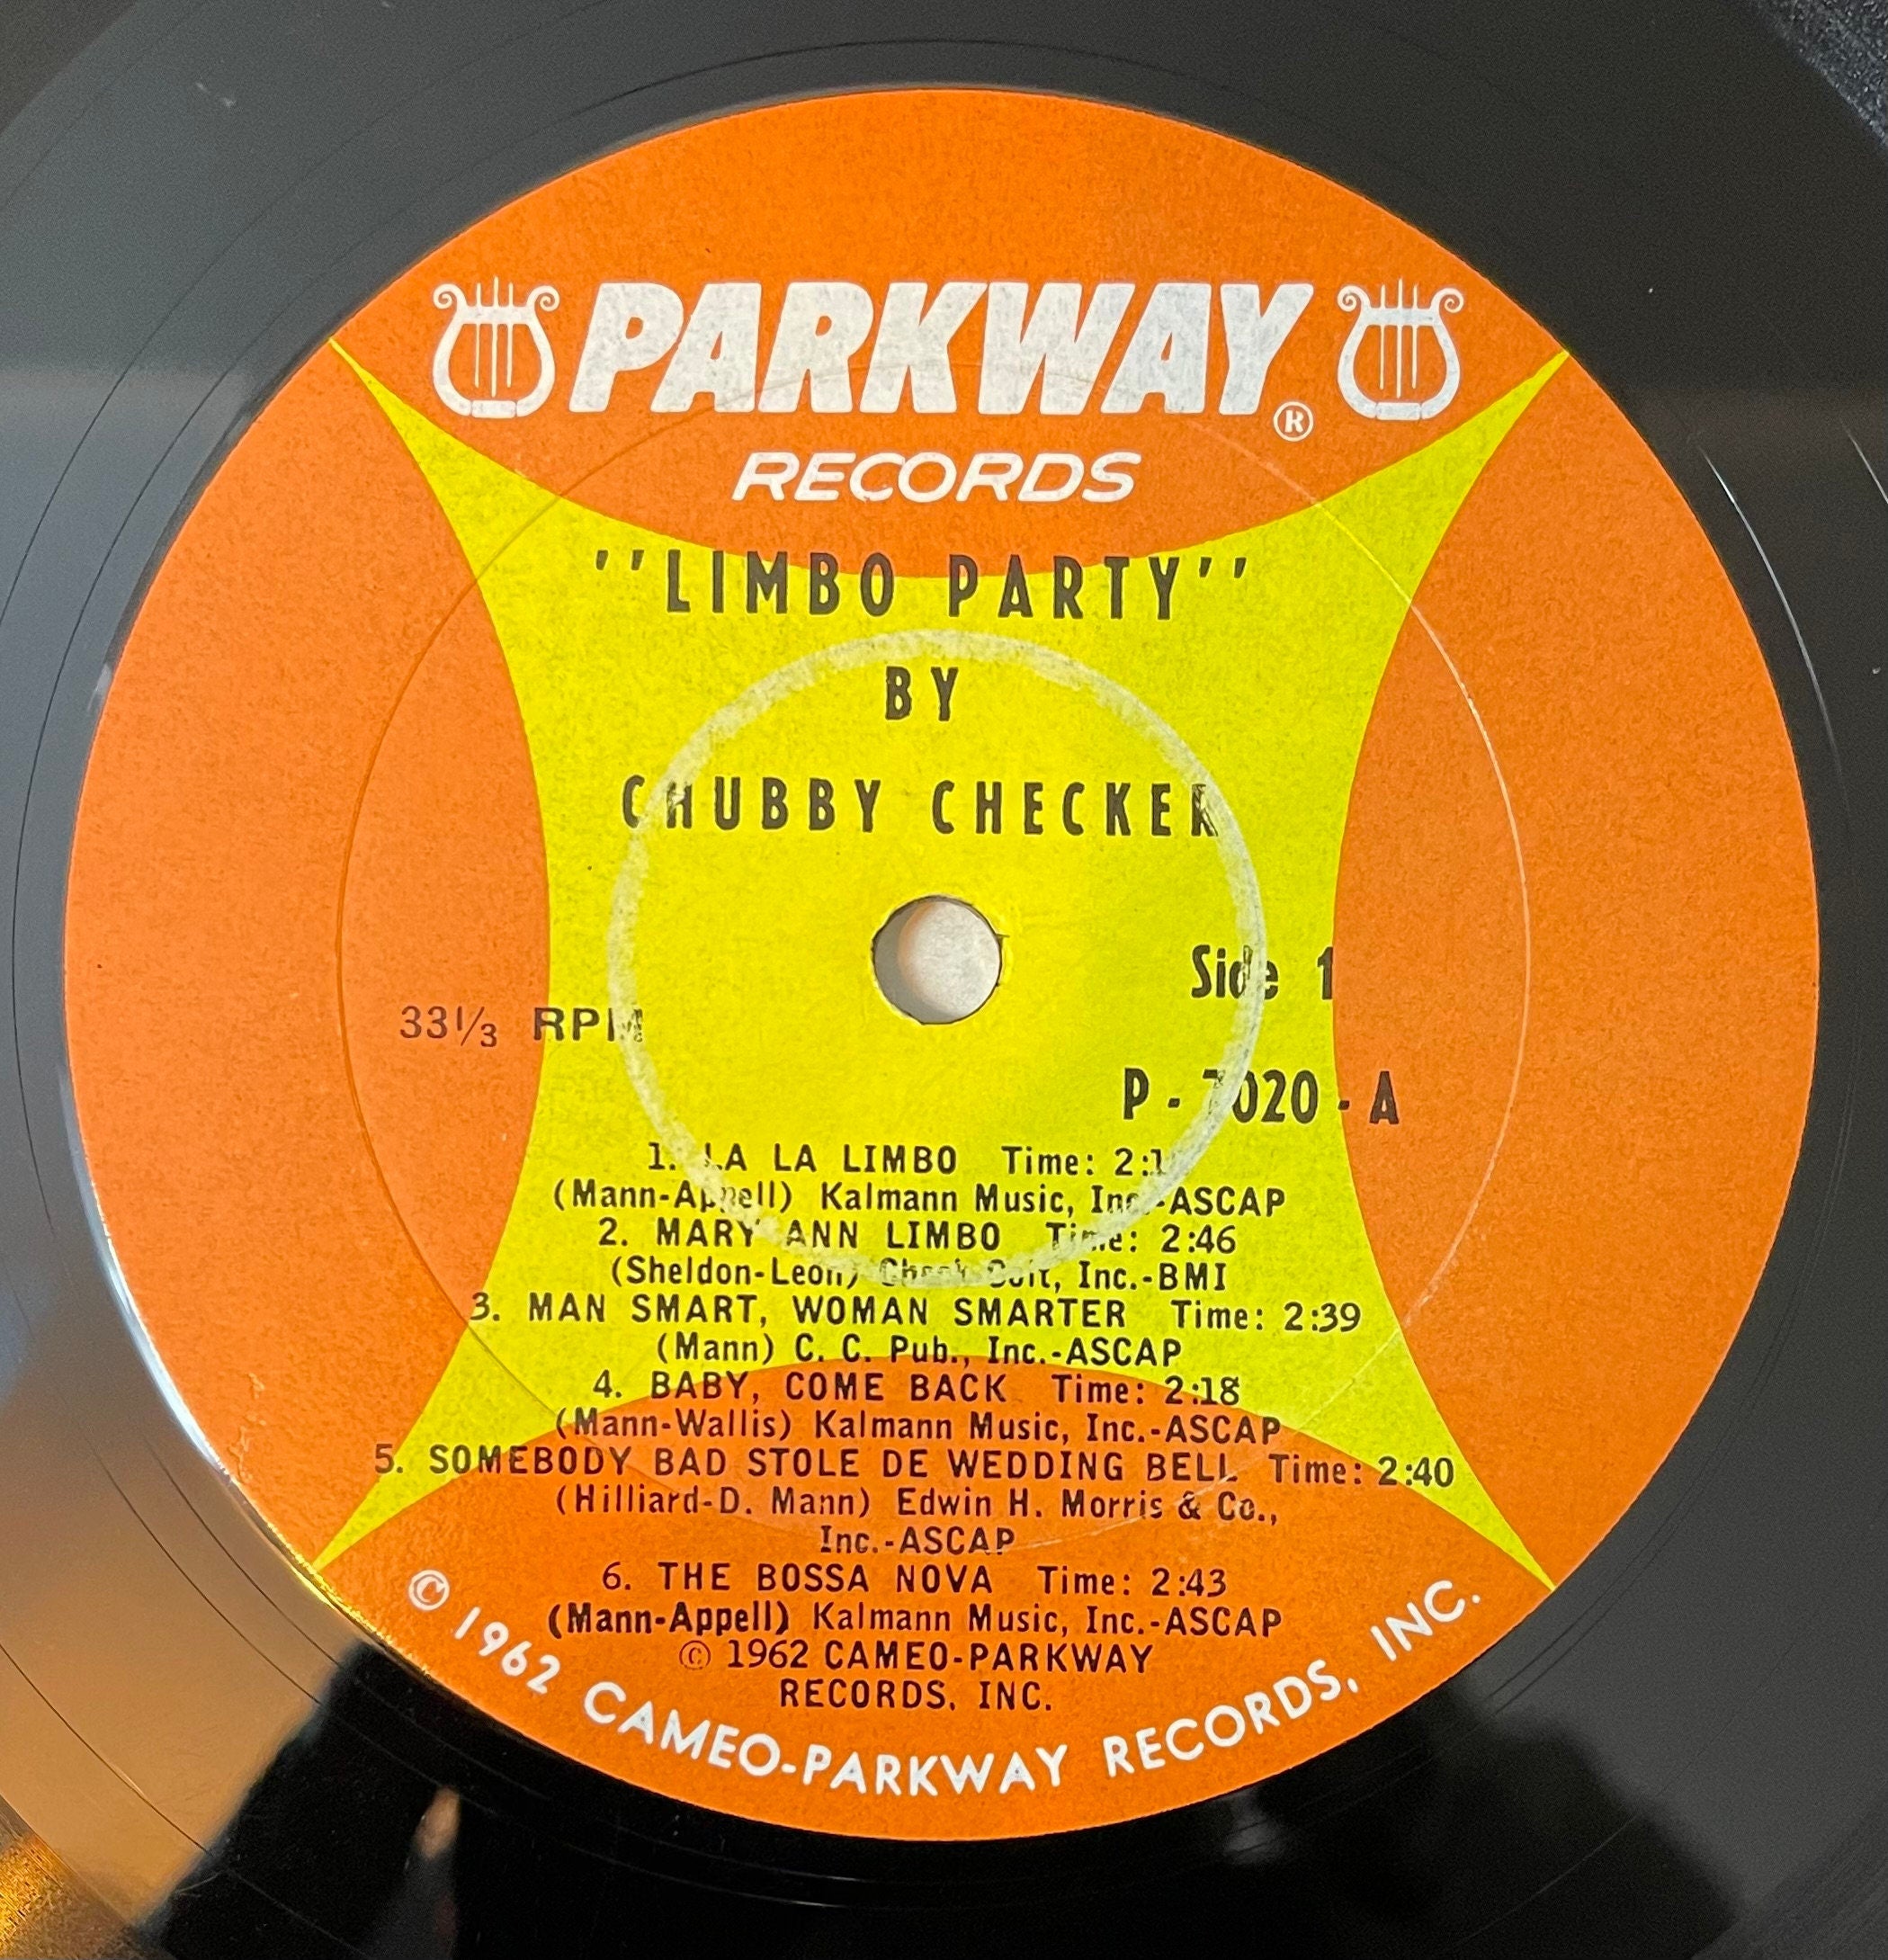 PARKWAY ®
RECORDS
''LIMBO PARTY''
BY
CHUBBY CHECKER
Side 1
33⅓ RPM
P - 7020 - A
1. LA LA LIMBO Time:
(Mann-Appell) Kalmann Music, Inc.-ASCAP
2. MARY ANN LIMBO Time: 2:46
(Sheldon-Leon) Inc.-BMI
3. MAN SMART, WOMAN SMARTER Time: 2:39
(Mann) C. C. Pub., Inc.-ASCAP
4. BABY, COME BACK Time: 2:18
(Mann-Wallis) Kalmann Music, Inc.-ASCAP
5. SOMEBODY BAD STOLE DE WEDDING BELL Time: 2:40
(Hilliard-D. Mann) Edwin H. Morris & Co.,
Inc.-ASCAP
6. THE BOSSA NOVA Time: 2:43
(Mann-Appell) Kalmann Music, Inc.-ASCAP
© 1962 CAMEO-PARKWAY
RECORDS, INC.
© 1962 CAMEO-PARKWAY RECORDS, INC.